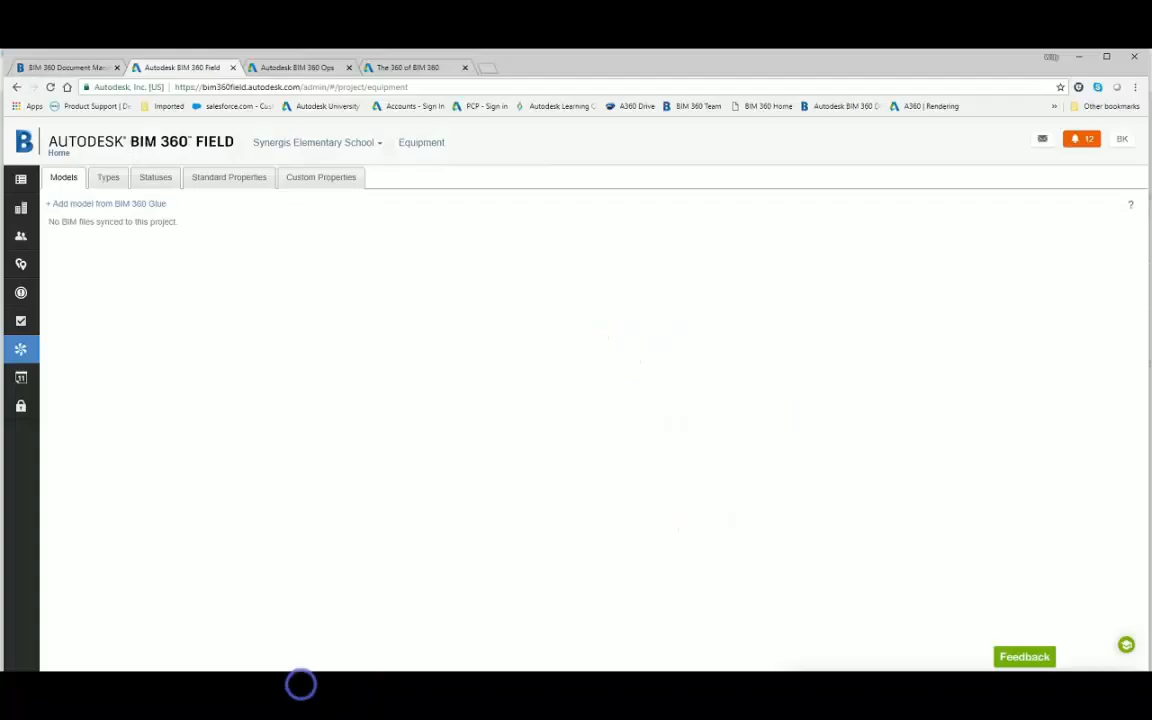 BIM 360 Document Man
Autodesk BIM 360 Field
Autodesk BIM 360 Ops
The 360 of BIM 360
Autodesk, Inc. [US] https://bim360field.autodesk.com/admin/#/project/equipment
Apps Product Support | De Imported salesforce.com - Cust Autodesk University Accounts - Sign In PCP - Sign in Autodesk Learning C A360 Drive BIM 360 Team BIM 360 Home Autodesk BIM 360 A360 | Rendering » Other bookmarks
AUTODESK® BIM 360™ FIELD Synergis Elementary School Equipment 12 BK
Home
Models Types Statuses Standard Properties Custom Properties
+ Add model from BIM 360 Glue ?
No BIM files synced to this project.
11
Feedback